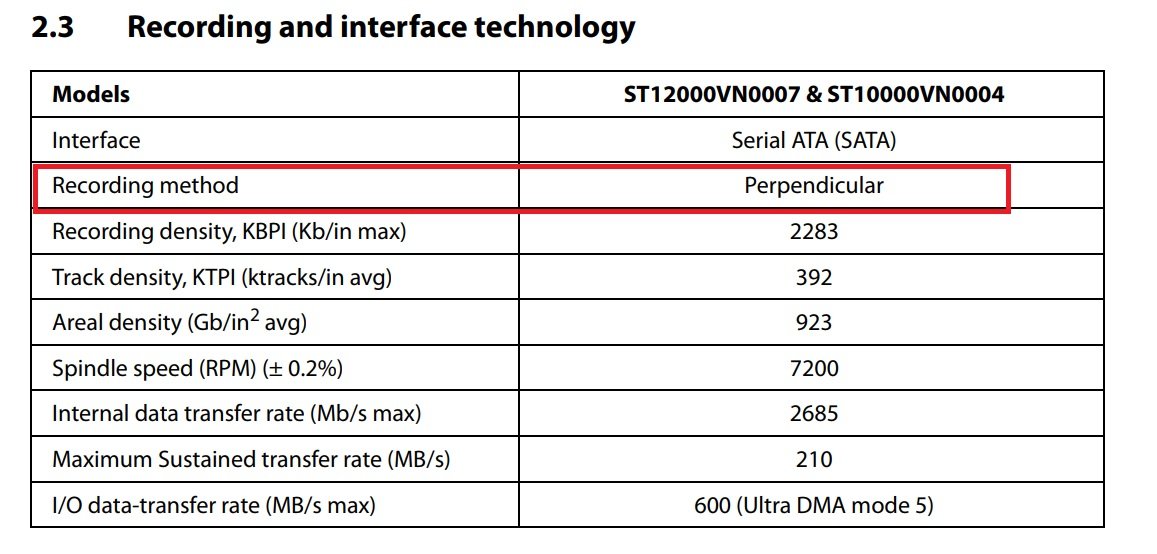 2.3 Recording and interface technology
Models ST12000VN0007 & ST10000VN0004
Interface Serial ATA (SATA)
Recording method Perpendicular
Recording density, KBPI (Kb/in max) 2283
Track density, KTPI (ktracks/in avg) 392
Areal density (Gb/in² avg) 923
Spindle speed (RPM) (± 0.2%) 7200
Internal data transfer rate (Mb/s max) 2685
Maximum Sustained transfer rate (MB/s) 210
I/O data-transfer rate (MB/s max) 600 (Ultra DMA mode 5)